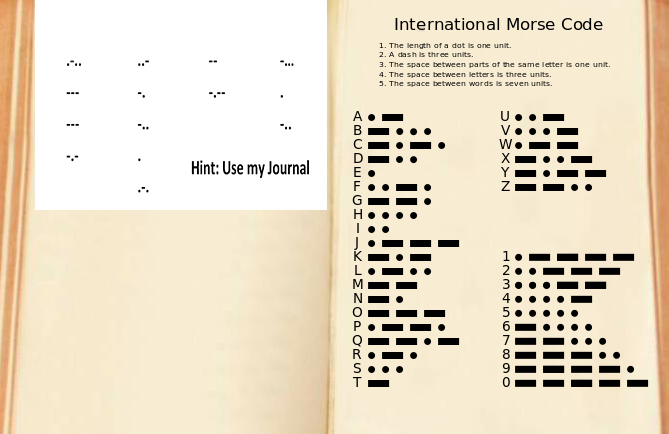 .-.. ..- -- -...
--- -. -.-- .
--- -.. -..
-.- .
Hint: Use my Journal
.-.
International Morse Code
1. The length of a dot is one unit.
2. A dash is three units.
3. The space between parts of the same letter is one unit.
4. The space between letters is three units.
5. The space between words is seven units.
A
B
C
D
E
F
G
H
I
J
K
L
M
N
O
P
Q
R
S
T
U
V
W
X
Y
Z
1
2
3
4
5
6
7
8
9
0